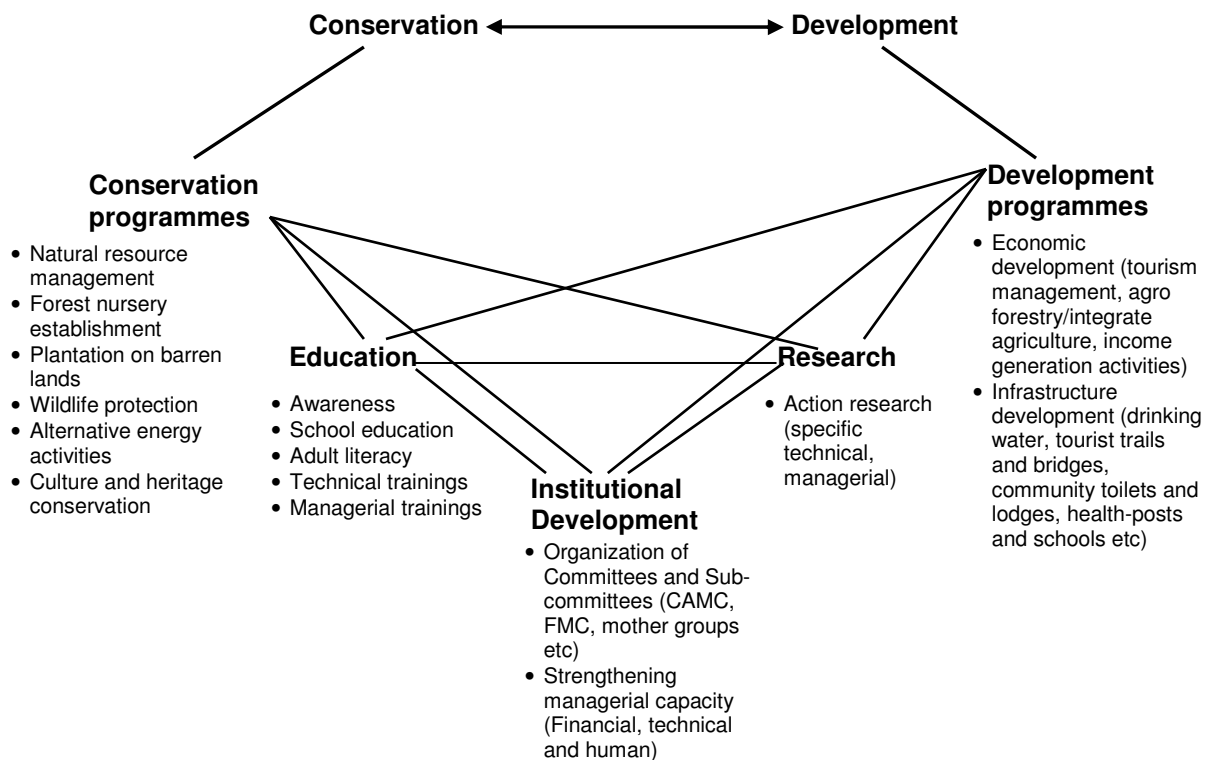 Conservation
Development
Conservation
programmes
• Natural resource
management
• Forest nursery
establishment
• Plantation on barren
lands
• Wildlife protection
• Alternative energy
activities
• Culture and heritage
conservation
Education
• Awareness
• School education
• Adult literacy
• Technical trainings
• Managerial trainings
Institutional
Development
• Organization of
Committees and Sub-
committees (CAMC,
FMC, mother groups
etc)
• Strengthening
managerial capacity
(Financial, technical
and human)
Research
• Action research
(specific
technical,
managerial)
Development
programmes
• Economic
development (tourism
management, agro
forestry/integrate
agriculture, income
generation activities)
• Infrastructure
development (drinking
water, tourist trails
and bridges,
community toilets and
lodges, health-posts
and schools etc)